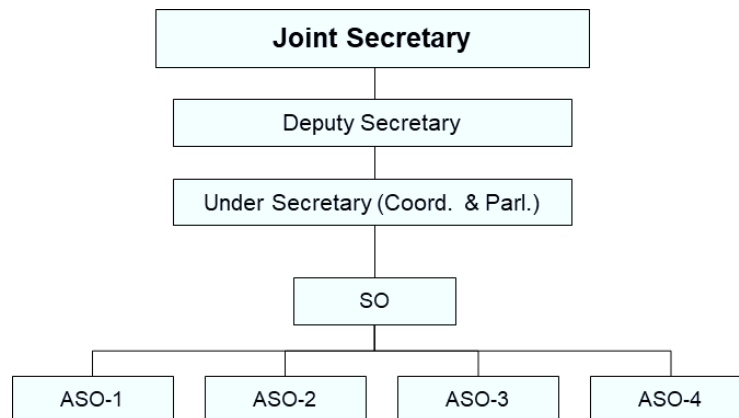 Joint Secretary
Deputy Secretary
Under Secretary (Coord. & Parl.)
SO
ASO-1 ASO-2 ASO-3 ASO-4